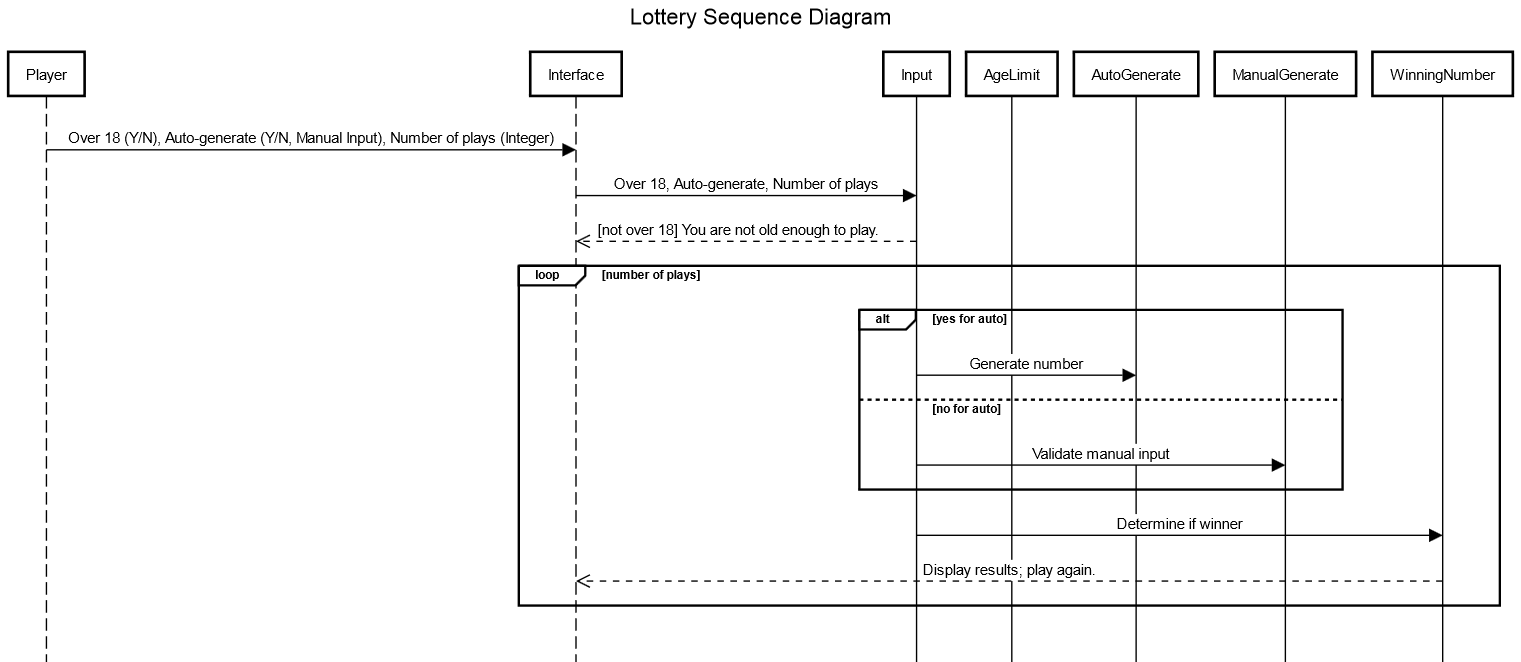 Lottery Sequence Diagram
Player
Interface
Input
AgeLimit
AutoGenerate
ManualGenerate
WinningNumber
Over 18 (Y/N), Auto-generate (Y/N, Manual Input), Number of plays (Integer)
Over 18, Auto-generate, Number of plays
[not over 18] You are not old enough to play.
loop
[number of plays]
alt
[yes for auto]
Generate number
[no for auto]
Validate manual input
Determine if winner
Display results; play again.